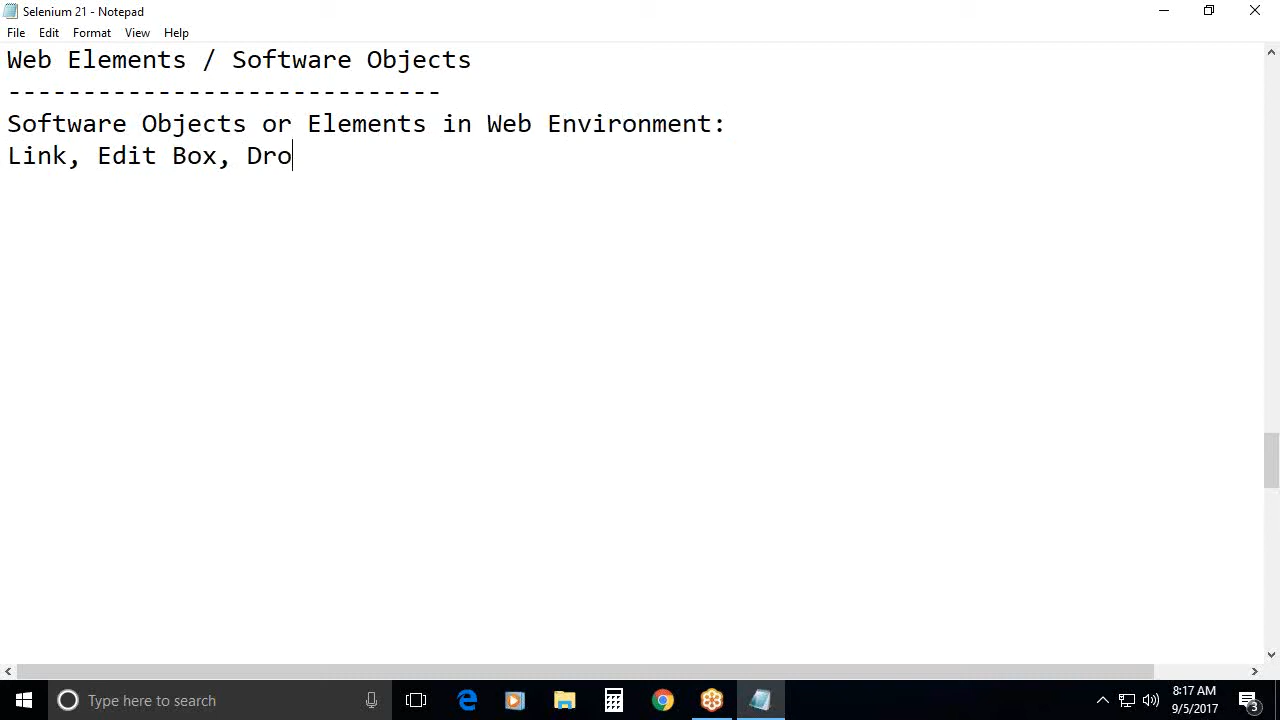 Selenium 21 - Notepad
File Edit Format View Help
Web Elements / Software Objects
-----------------------------
Software Objects or Elements in Web Environment:
Link, Edit Box, Dro
Type here to search
8:17 AM
9/5/2017
3